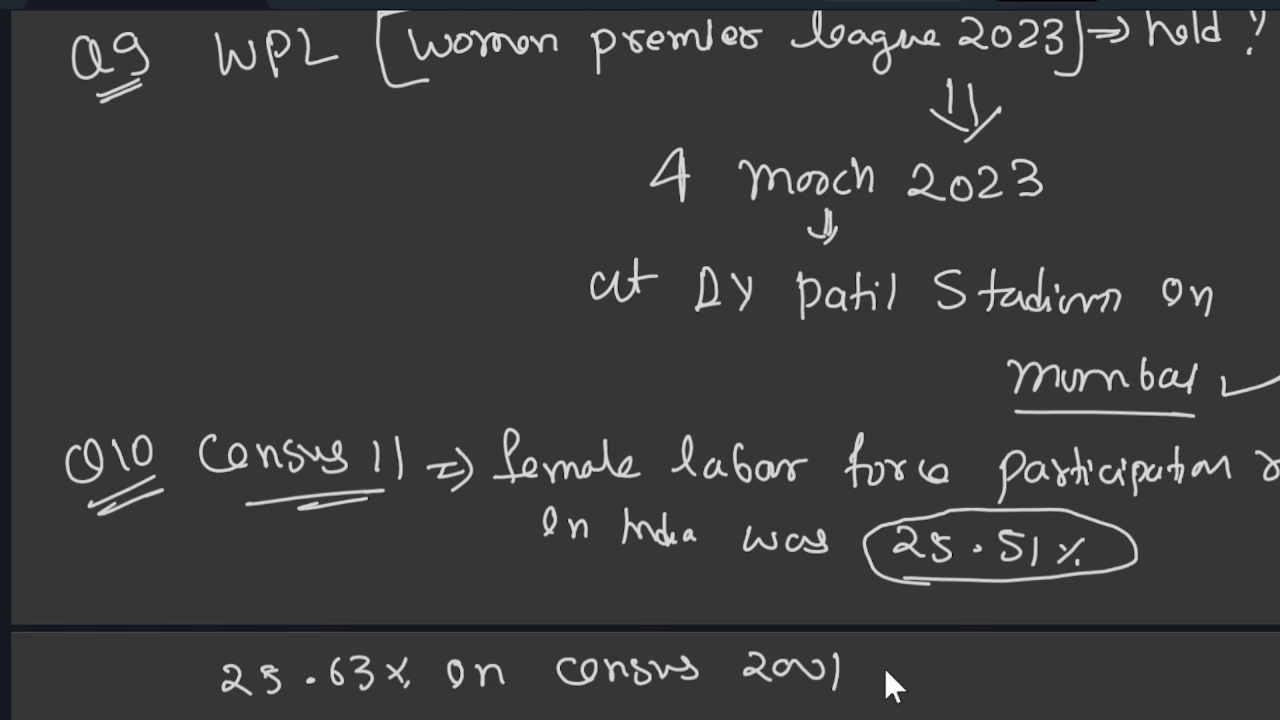 Q9 WPL [women premier league 2023] ⇒ held ?
4 march 2023
at DY patil Stadium on
mumbai
Q10 Census 11 ⇒ female labor force participation r
In India was 25.51%
25.63% on census 2001